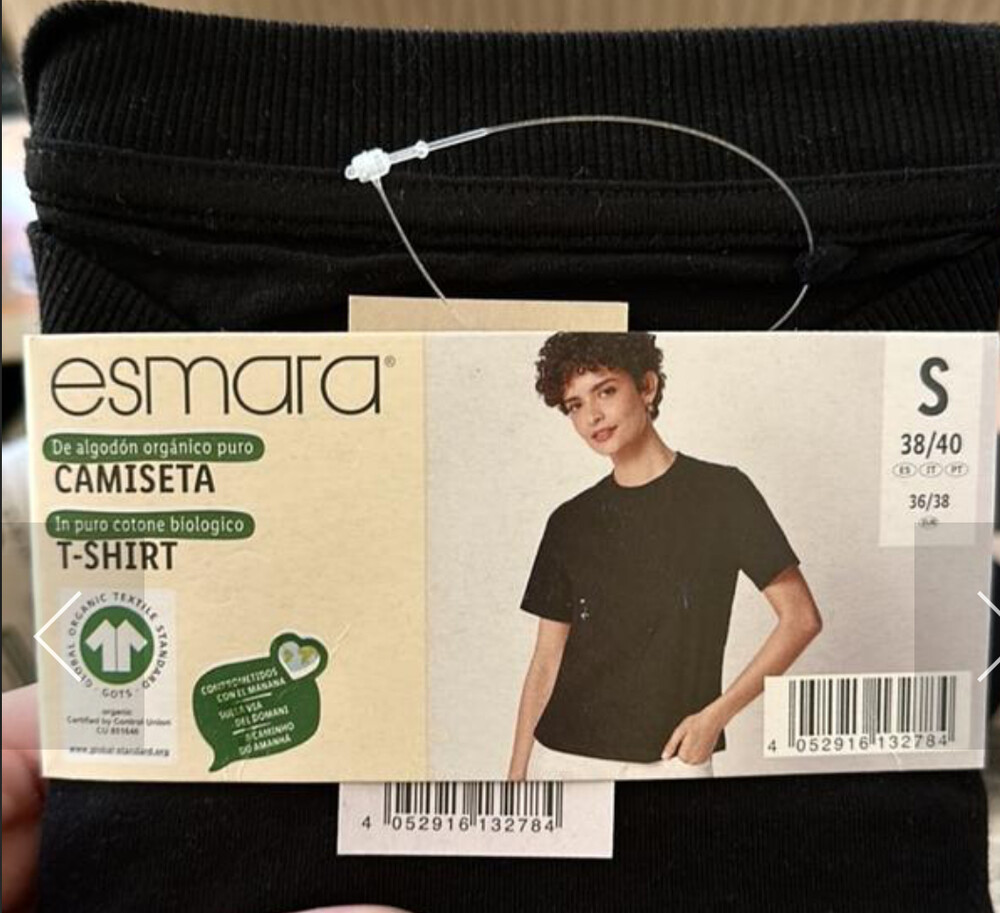 esmara®
De algodón orgánico puro
CAMISETA
In puro cotone biologico
T-SHIRT
GLOBAL ORGANIC TEXTILE STANDARD
· GOTS ·
organic
Certified by Control Union
CU 851646
www.global-standard.org
COMPROMETIDOS
CON EL MAÑANA
SULLA VIA
DEL DOMANI
O CAMINHO
DO AMANHÃ
S
38/40
ES IT PT
36/38
EUR
4 052916 132784
4 052916 132784